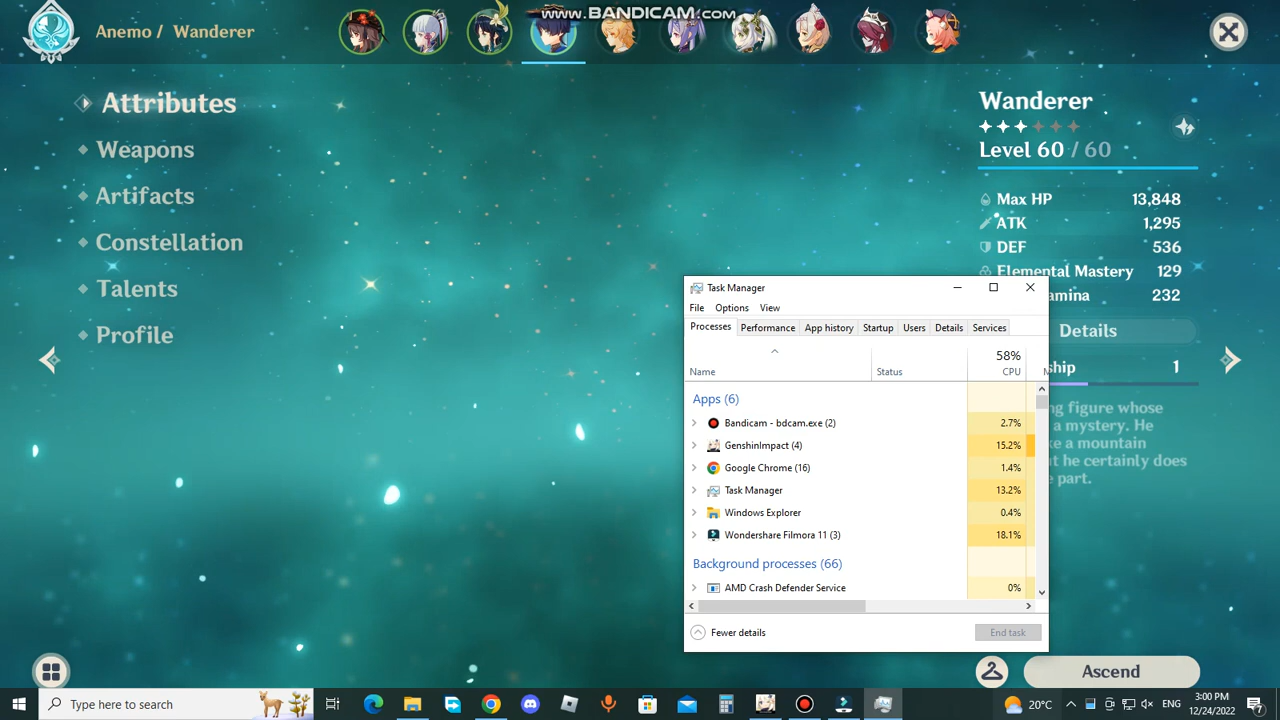 www.BANDICAM.com
Anemo / Wanderer
Attributes
Weapons
Artifacts
Constellation
Talents
Profile
Wanderer
Level 60 / 60
Max HP 13,848
ATK 1,295
DEF 536
Elemental Mastery 129
amina 232
Details
ship 1
ng figure whose
a mystery. He
ke a mountain
ut he certainly does
e part.
Ascend
Task Manager
File Options View
Processes Performance App history Startup Users Details Services
58%
Name Status CPU M
Apps (6)
Bandicam - bdcam.exe (2) 2.7%
GenshinImpact (4) 15.2%
Google Chrome (16) 1.4%
Task Manager 13.2%
Windows Explorer 0.4%
Wondershare Filmora 11 (3) 18.1%
Background processes (66)
AMD Crash Defender Service 0%
Fewer details End task
Type here to search
20°C
ENG
3:00 PM
12/24/2022